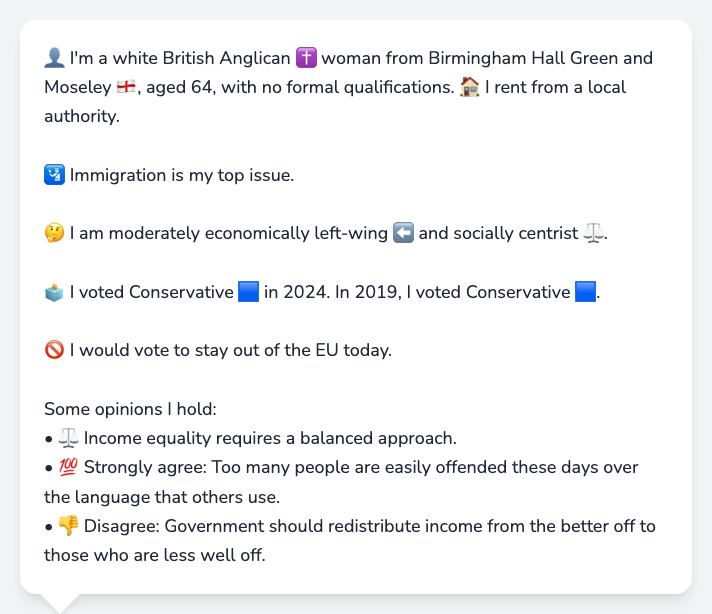 👤 I'm a white British Anglican ✝️ woman from Birmingham Hall Green and
Moseley 🏴󠁧󠁢󠁥󠁮󠁧󠁿, aged 64, with no formal qualifications. 🏠 I rent from a local
authority.
🛂 Immigration is my top issue.
🤔 I am moderately economically left-wing ⬅️ and socially centrist ⚖️.
🗳️ I voted Conservative 🟦 in 2024. In 2019, I voted Conservative 🟦.
🚫 I would vote to stay out of the EU today.
Some opinions I hold:
• ⚖️ Income equality requires a balanced approach.
• 💯 Strongly agree: Too many people are easily offended these days over
the language that others use.
• 👎 Disagree: Government should redistribute income from the better off to
those who are less well off.